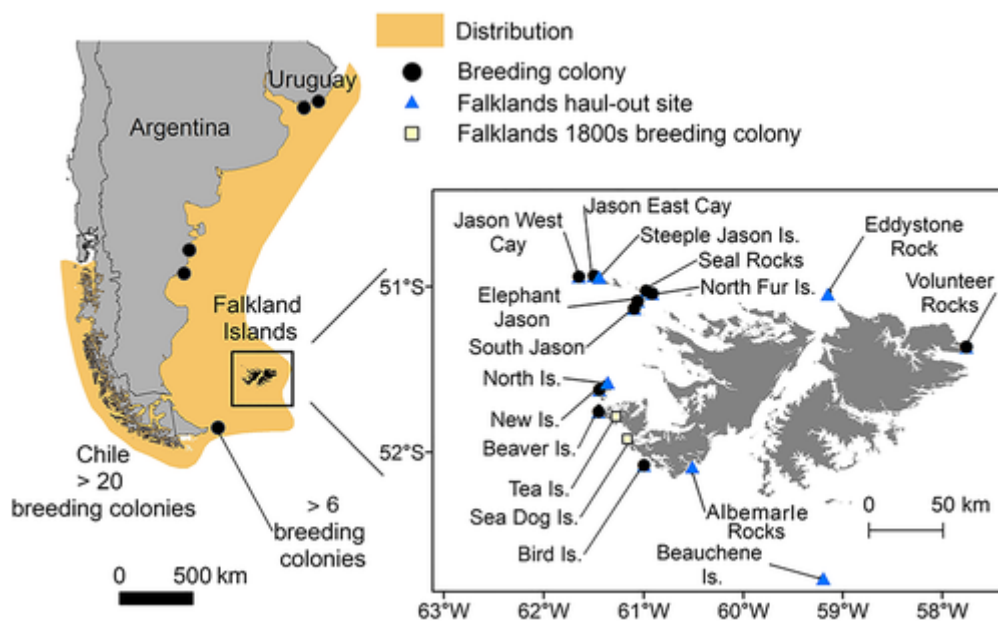 Distribution
Breeding colony
Falklands haul-out site
Falklands 1800s breeding colony
Uruguay
Argentina
Falkland
Islands
Chile
> 20
breeding colonies
> 6
breeding
colonies
0 500 km
Jason West
Cay
Jason East Cay
Steeple Jason Is.
Seal Rocks
North Fur Is.
Elephant
Jason
South Jason
Eddystone
Rock
Volunteer
Rocks
North Is.
New Is.
Beaver Is.
Tea Is.
Sea Dog Is.
Bird Is.
Albemarle
Rocks
Beauchene
Is.
0 50 km
51°S
52°S
63°W 62°W 61°W 60°W 59°W 58°W